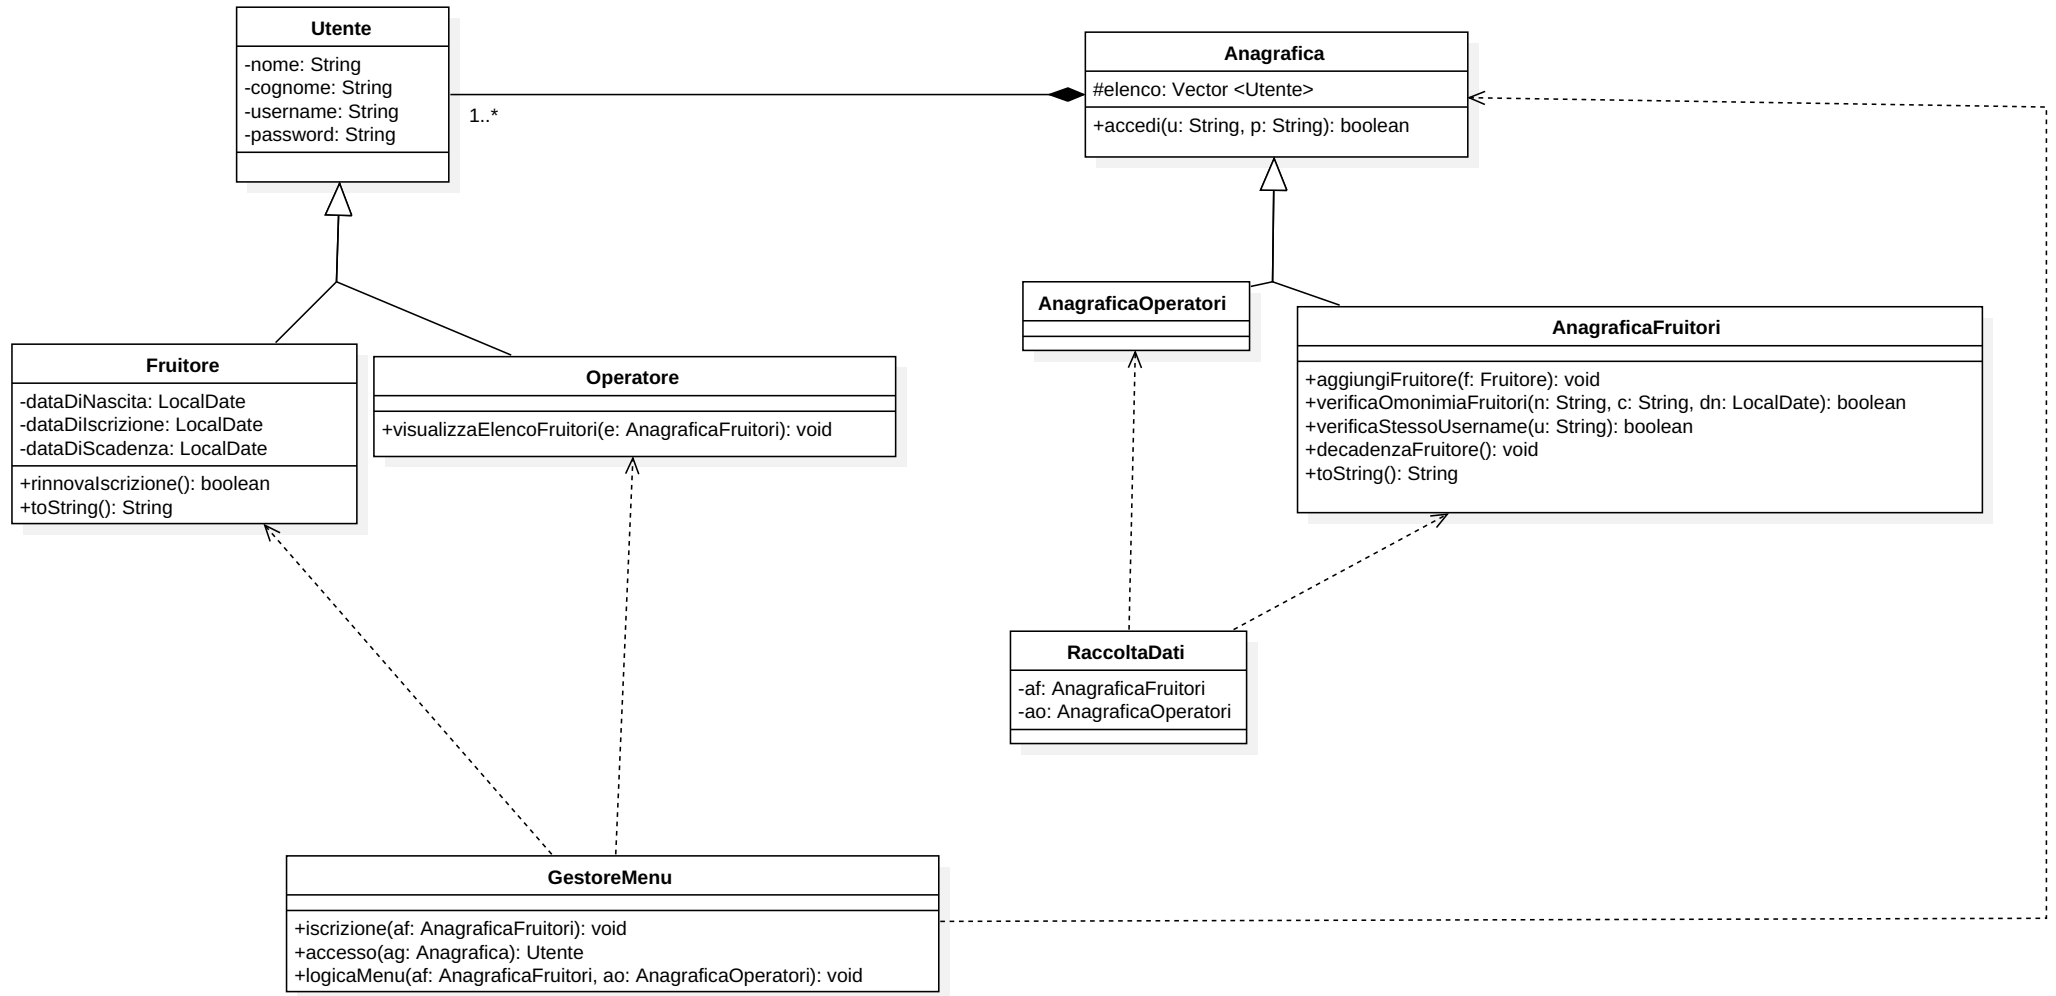 Utente
-nome: String
-cognome: String
-username: String
-password: String
1..*
Anagrafica
#elenco: Vector <Utente>
+accedi(u: String, p: String): boolean
AnagraficaOperatori
AnagraficaFruitori
+aggiungiFruitore(f: Fruitore): void
+verificaOmonimiaFruitori(n: String, c: String, dn: LocalDate): boolean
+verificaStessoUsername(u: String): boolean
+decadenzaFruitore(): void
+toString(): String
Fruitore
-dataDiNascita: LocalDate
-dataDiIscrizione: LocalDate
-dataDiScadenza: LocalDate
+rinnovaIscrizione(): boolean
+toString(): String
Operatore
+visualizzaElencoFruitori(e: AnagraficaFruitori): void
RaccoltaDati
-af: AnagraficaFruitori
-ao: AnagraficaOperatori
GestoreMenu
+iscrizione(af: AnagraficaFruitori): void
+accesso(ag: Anagrafica): Utente
+logicaMenu(af: AnagraficaFruitori, ao: AnagraficaOperatori): void